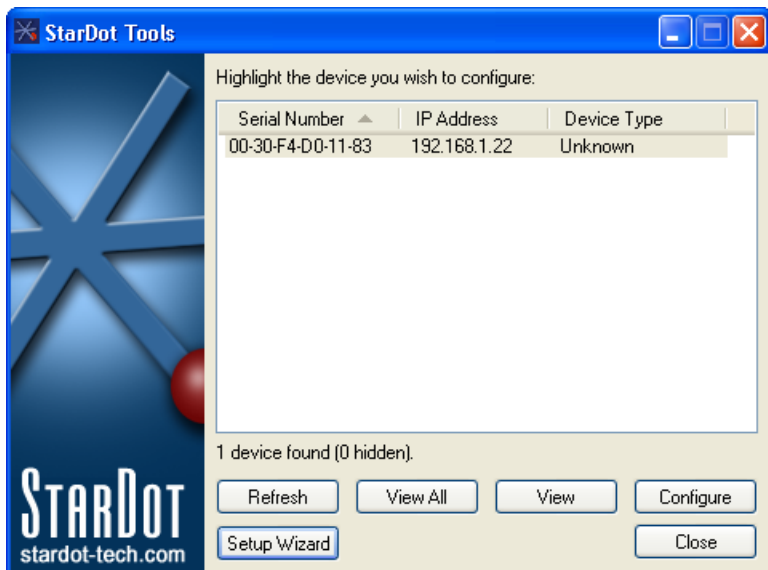 StarDot Tools
Highlight the device you wish to configure:
Serial Number IP Address Device Type
00-30-F4-D0-11-83 192.168.1.22 Unknown
1 device found (0 hidden).
Refresh View All View Configure
Setup Wizard Close
STARDOT
stardot-tech.com